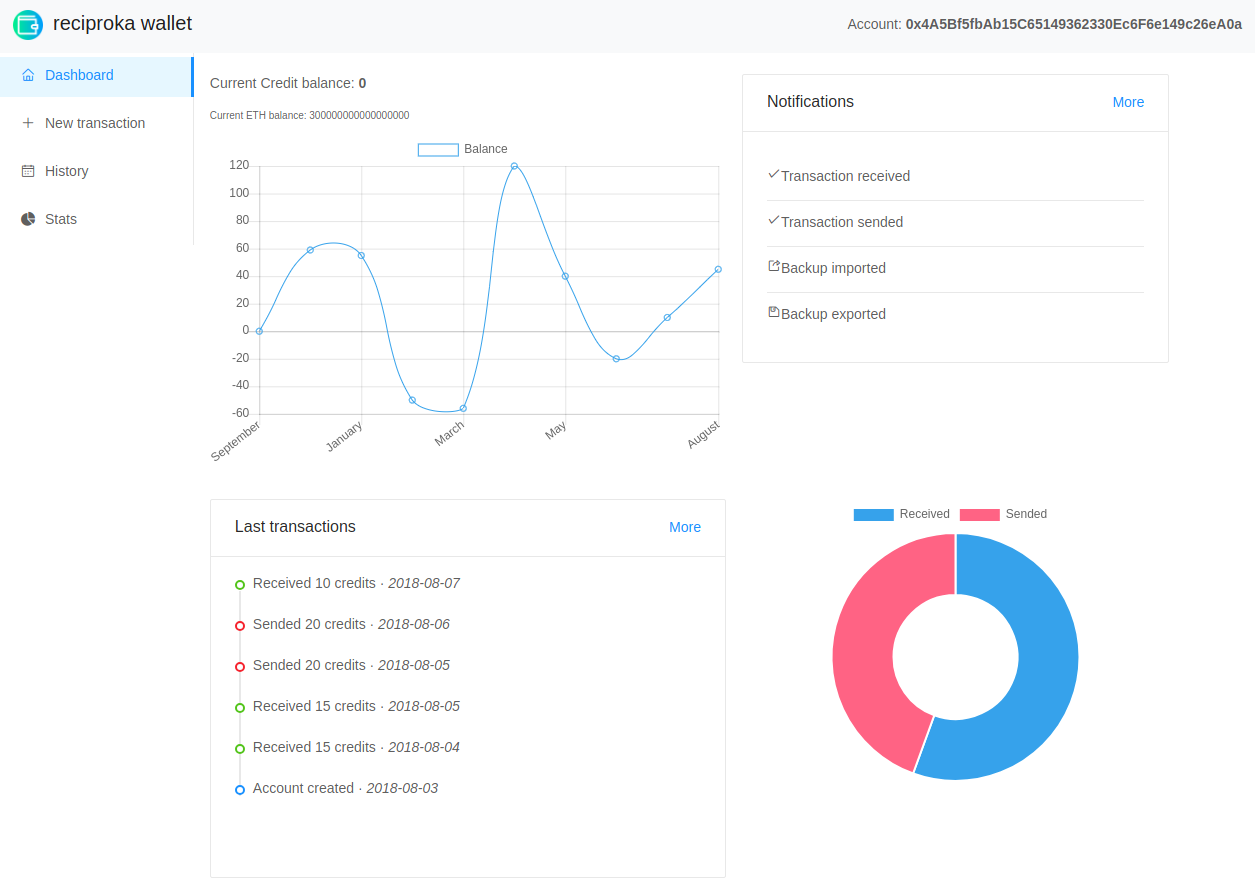 reciproka wallet
Account: 0x4A5Bf5fbAb15C65149362330Ec6F6e149c26eA0a
Dashboard
New transaction
History
Stats
Current Credit balance: 0
Current ETH balance: 300000000000000000
Balance
120
100
80
60
40
20
0
-20
-40
-60
September
January
March
May
August
Notifications
More
Transaction received
Transaction sended
Backup imported
Backup exported
Last transactions
More
Received 10 credits · 2018-08-07
Sended 20 credits · 2018-08-06
Sended 20 credits · 2018-08-05
Received 15 credits · 2018-08-05
Received 15 credits · 2018-08-04
Account created · 2018-08-03
Received
Sended